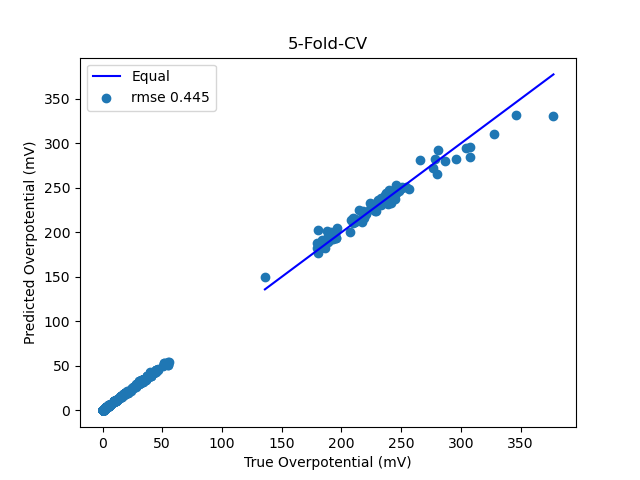 5-Fold-CV
Equal
rmse 0.445
Predicted Overpotential (mV)
350
300
250
200
150
100
50
0
0 50 100 150 200 250 300 350
True Overpotential (mV)